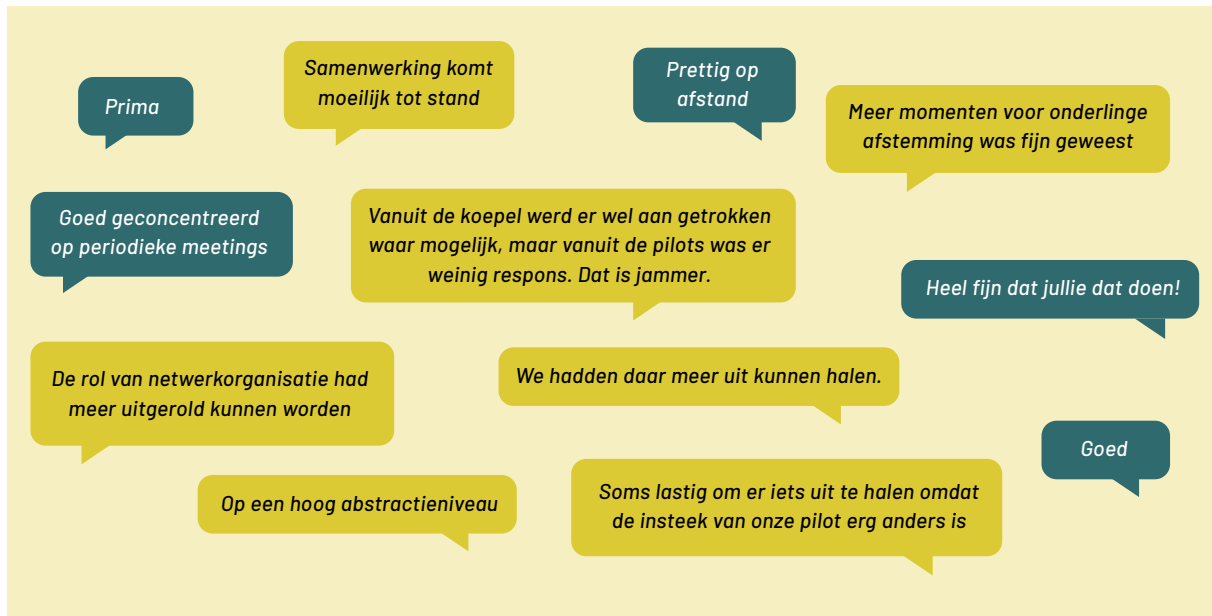 Prima
Samenwerking komt
moeilijk tot stand
Prettig op
afstand
Meer momenten voor onderlinge
afstemming was fijn geweest
Goed geconcentreerd
op periodieke meetings
Vanuit de koepel werd er wel aan getrokken
waar mogelijk, maar vanuit de pilots was er
weinig respons. Dat is jammer.
Heel fijn dat jullie dat doen!
De rol van netwerkorganisatie had
meer uitgerold kunnen worden
We hadden daar meer uit kunnen halen.
Goed
Op een hoog abstractieniveau
Soms lastig om er iets uit te halen omdat
de insteek van onze pilot erg anders is